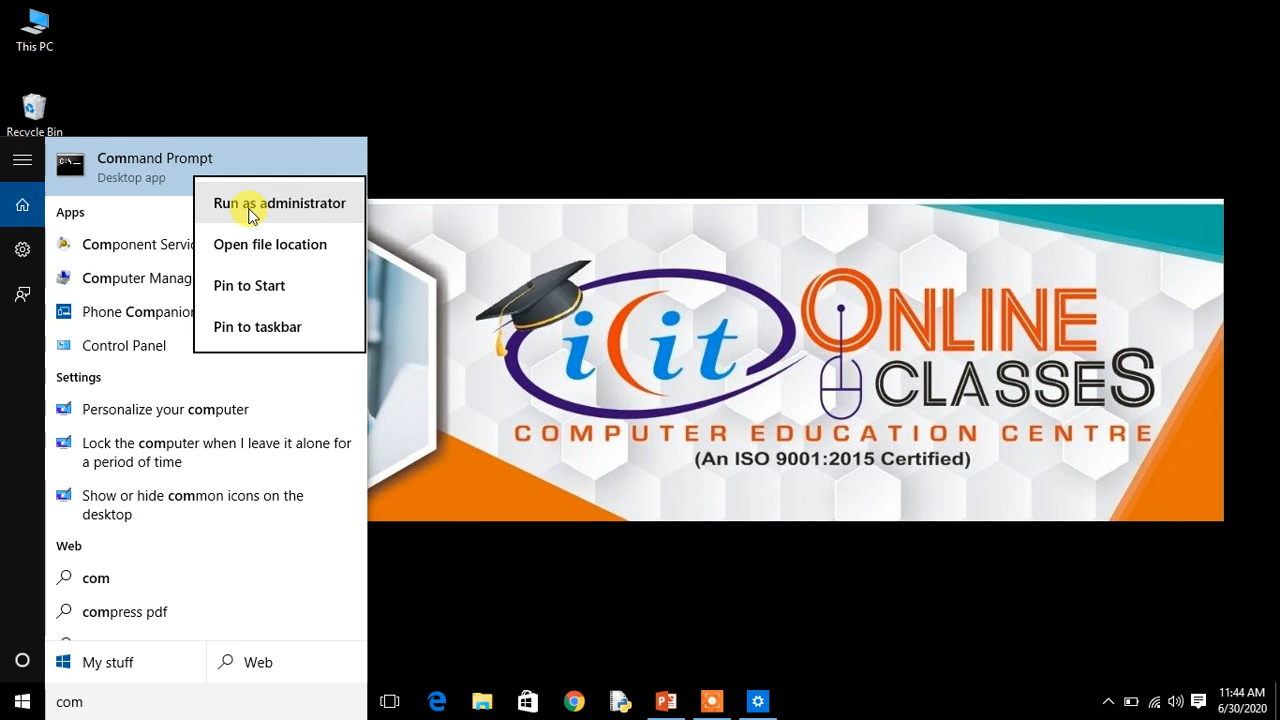 This PC
Recycle Bin
Command Prompt
Desktop app
Run as administrator
Open file location
Pin to Start
Pin to taskbar
Apps
Component
Computer
Phone
Control Panel
Settings
Personalize your computer
Lock the computer when I leave it alone for
a period of time
Show or hide common icons on the
desktop
Web
com
compress pdf
My stuff
Web
com
icit
ONLINE
CLASSES
COMPUTER EDUCATION CENTRE
(An ISO 9001:2015 Certified)
11:44 AM
6/30/2020